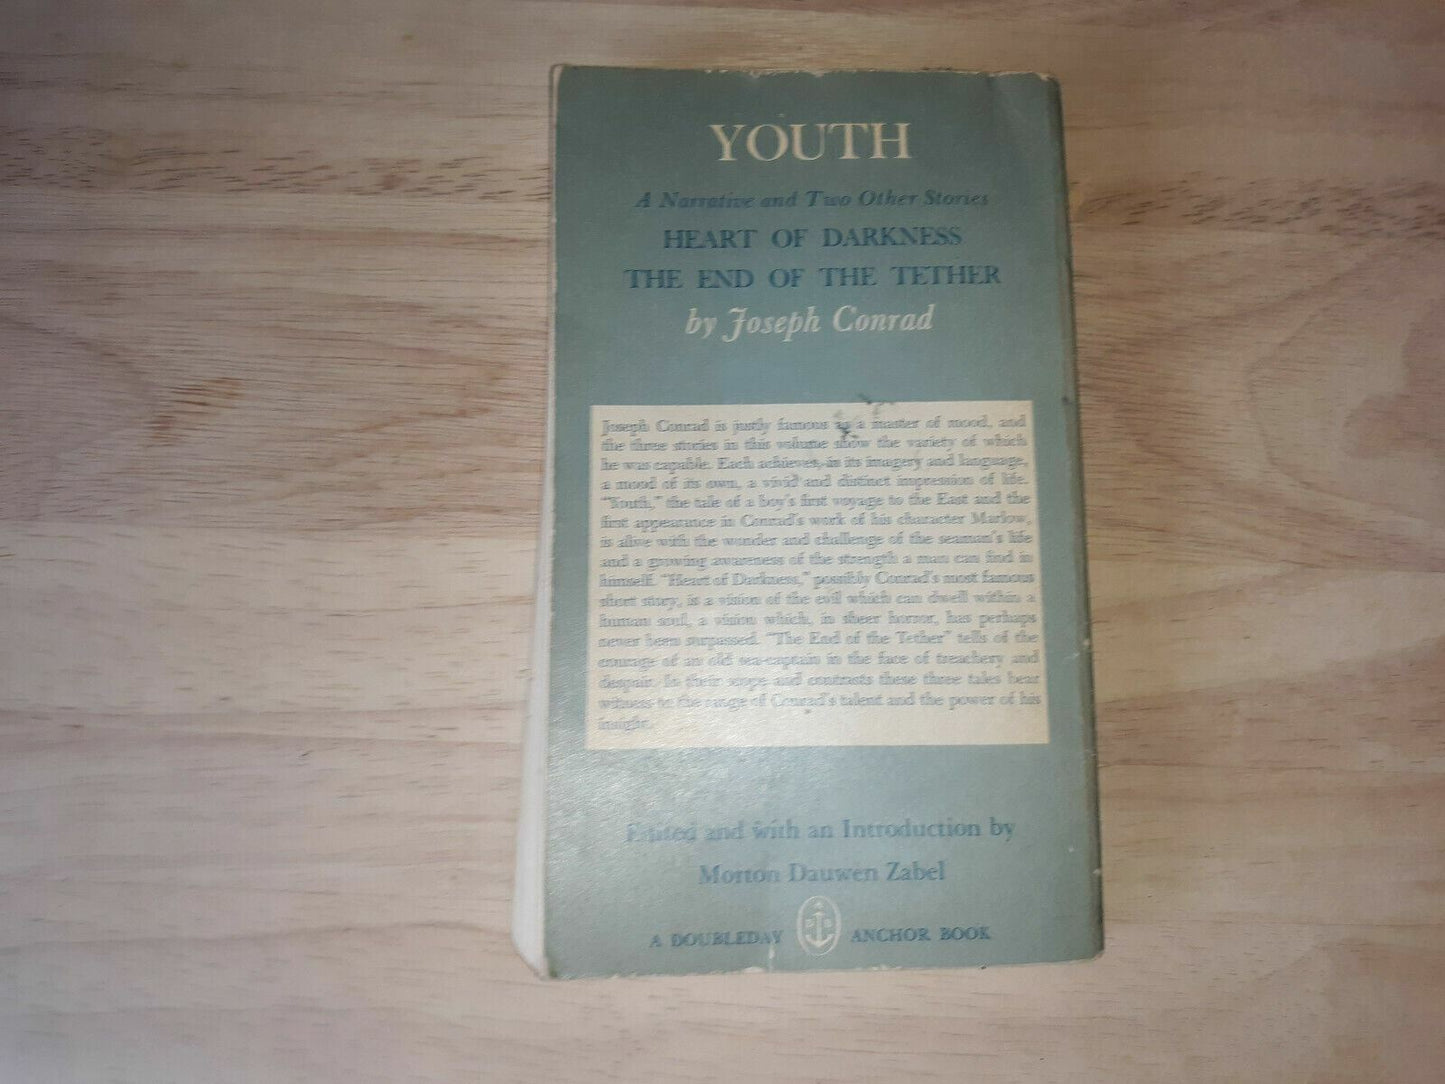 YOUTH
A Narrative and Two Other Stories
HEART OF DARKNESS
THE END OF THE TETHER
by Joseph Conrad
Joseph Conrad is justly famous as a master of mood, and
the three stories in this volume show the variety of which
he was capable. Each achieves, in its imagery and language,
a mood of its own, a vivid and distinct impression of life.
"Youth," the tale of a boy's first voyage to the East and the
first appearance in Conrad's work of his character Marlow,
is alive with the wonder and challenge of the seaman's life
and a growing awareness of the strength a man can find in
himself. "Heart of Darkness," possibly Conrad's most famous
short story, is a vision of the evil which can dwell within a
human soul, a vision which, in sheer horror, has perhaps
never been surpassed. "The End of the Tether" tells of the
courage of an old sea-captain in the face of treachery and
despair. In their scope and contrasts these three tales bear
witness to the range of Conrad's talent and the power of his
insight.
Edited and with an Introduction by
Morton Dauwen Zabel
A DOUBLEDAY ANCHOR BOOK